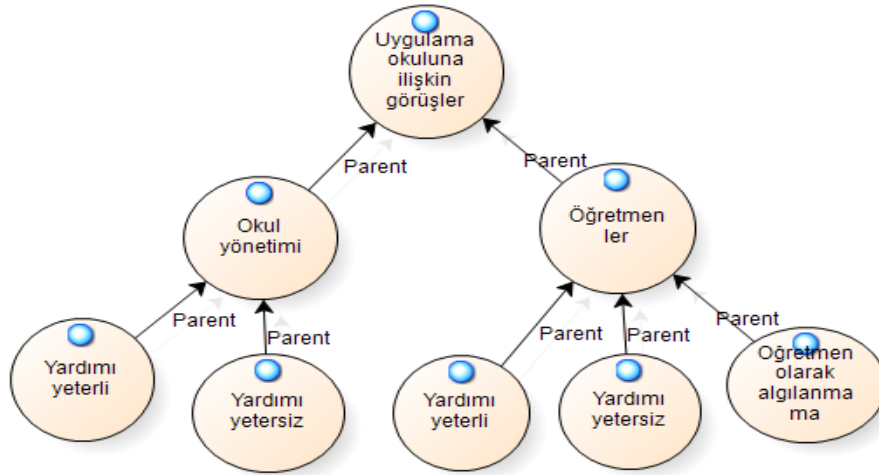 Uygulama
okuluna
ilişkin
görüşler
Parent
Parent
Okul
yönetimi
Öğretmen
ler
Parent
Parent
Parent
Parent
Parent
Yardımı
yeterli
Yardımı
yetersiz
Yardımı
yeterli
Yardımı
yetersiz
Öğretmen
olarak
algılanma
ma